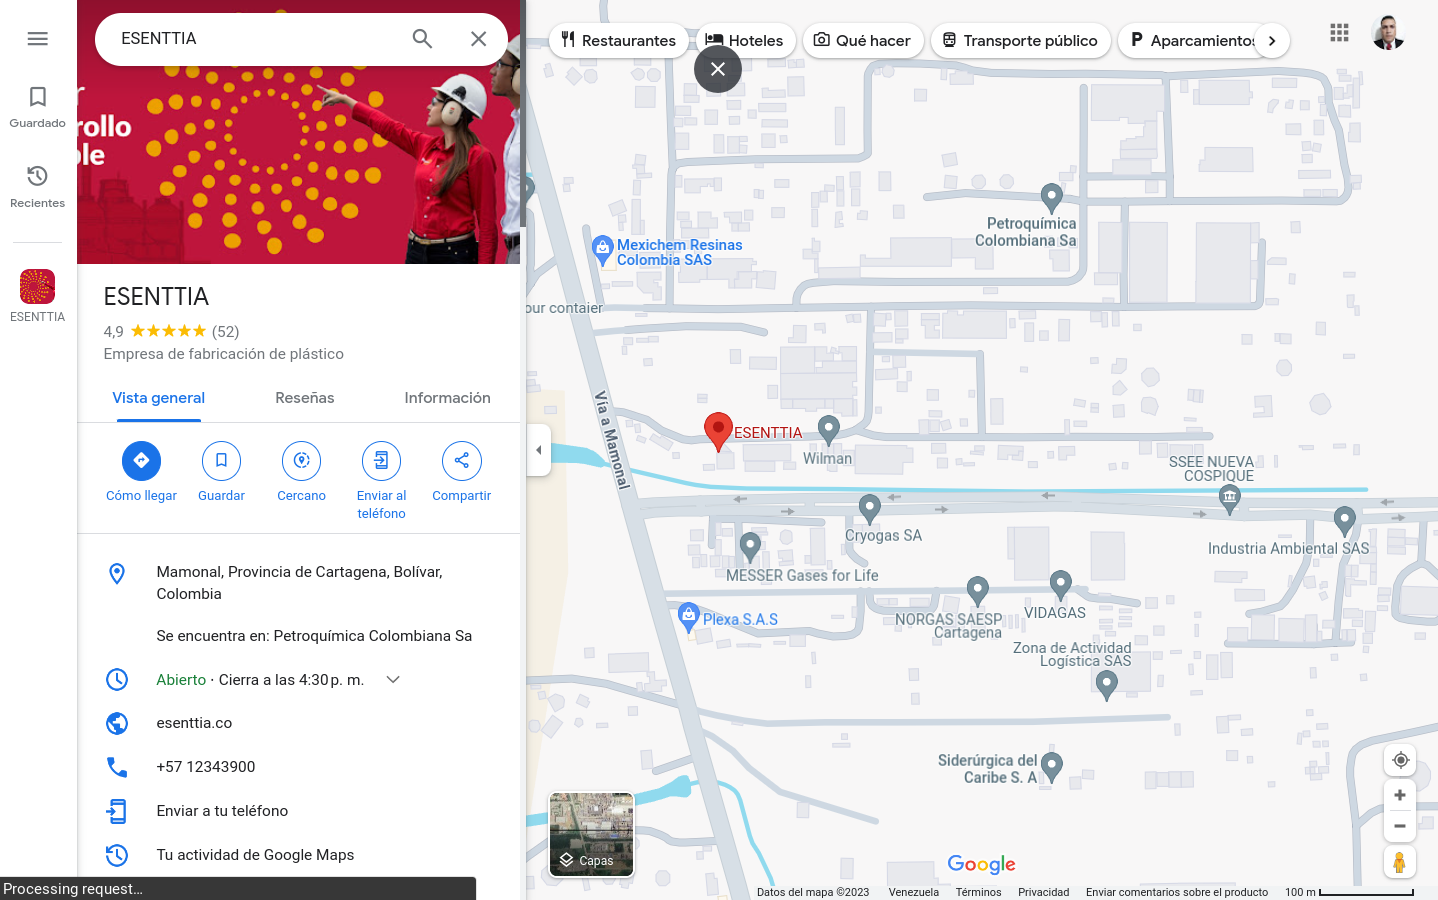 ESENTTIA
Restaurantes
Hoteles
Qué hacer
Transporte público
P Aparcamientos
Guardado
Recientes
ESENTTIA
rollo
ble
ESENTTIA
4,9 (52)
Empresa de fabricación de plástico
Vista general
Reseñas
Información
Cómo llegar
Guardar
Cercano
Enviar al
teléfono
Compartir
Mamonal, Provincia de Cartagena, Bolívar,
Colombia
Se encuentra en: Petroquímica Colombiana Sa
Abierto · Cierra a las 4:30 p. m.
esenttia.co
+57 12343900
Enviar a tu teléfono
Tu actividad de Google Maps
Processing request...
Petroquímica
Colombiana Sa
Mexichem Resinas
Colombia SAS
our contaier
Vía a Mamonal
ESENTTIA
Wilman
SSEE NUEVA
COSPIQUE
Cryogas SA
Industria Ambiental SAS
MESSER Gases for Life
NORGAS SAESP
Cartagena
VIDAGAS
Plexa S.A.S
Zona de Actividad
Logística SAS
Siderúrgica del
Caribe S. A
Capas
Google
Datos del mapa ©2023
Venezuela
Términos
Privacidad
Enviar comentarios sobre el producto
100 m